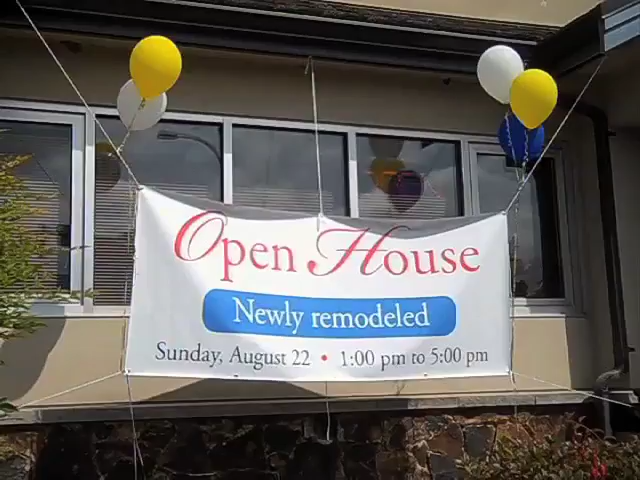 Open House
Newly remodeled
Sunday, August 22 • 1:00 pm to 5:00 pm